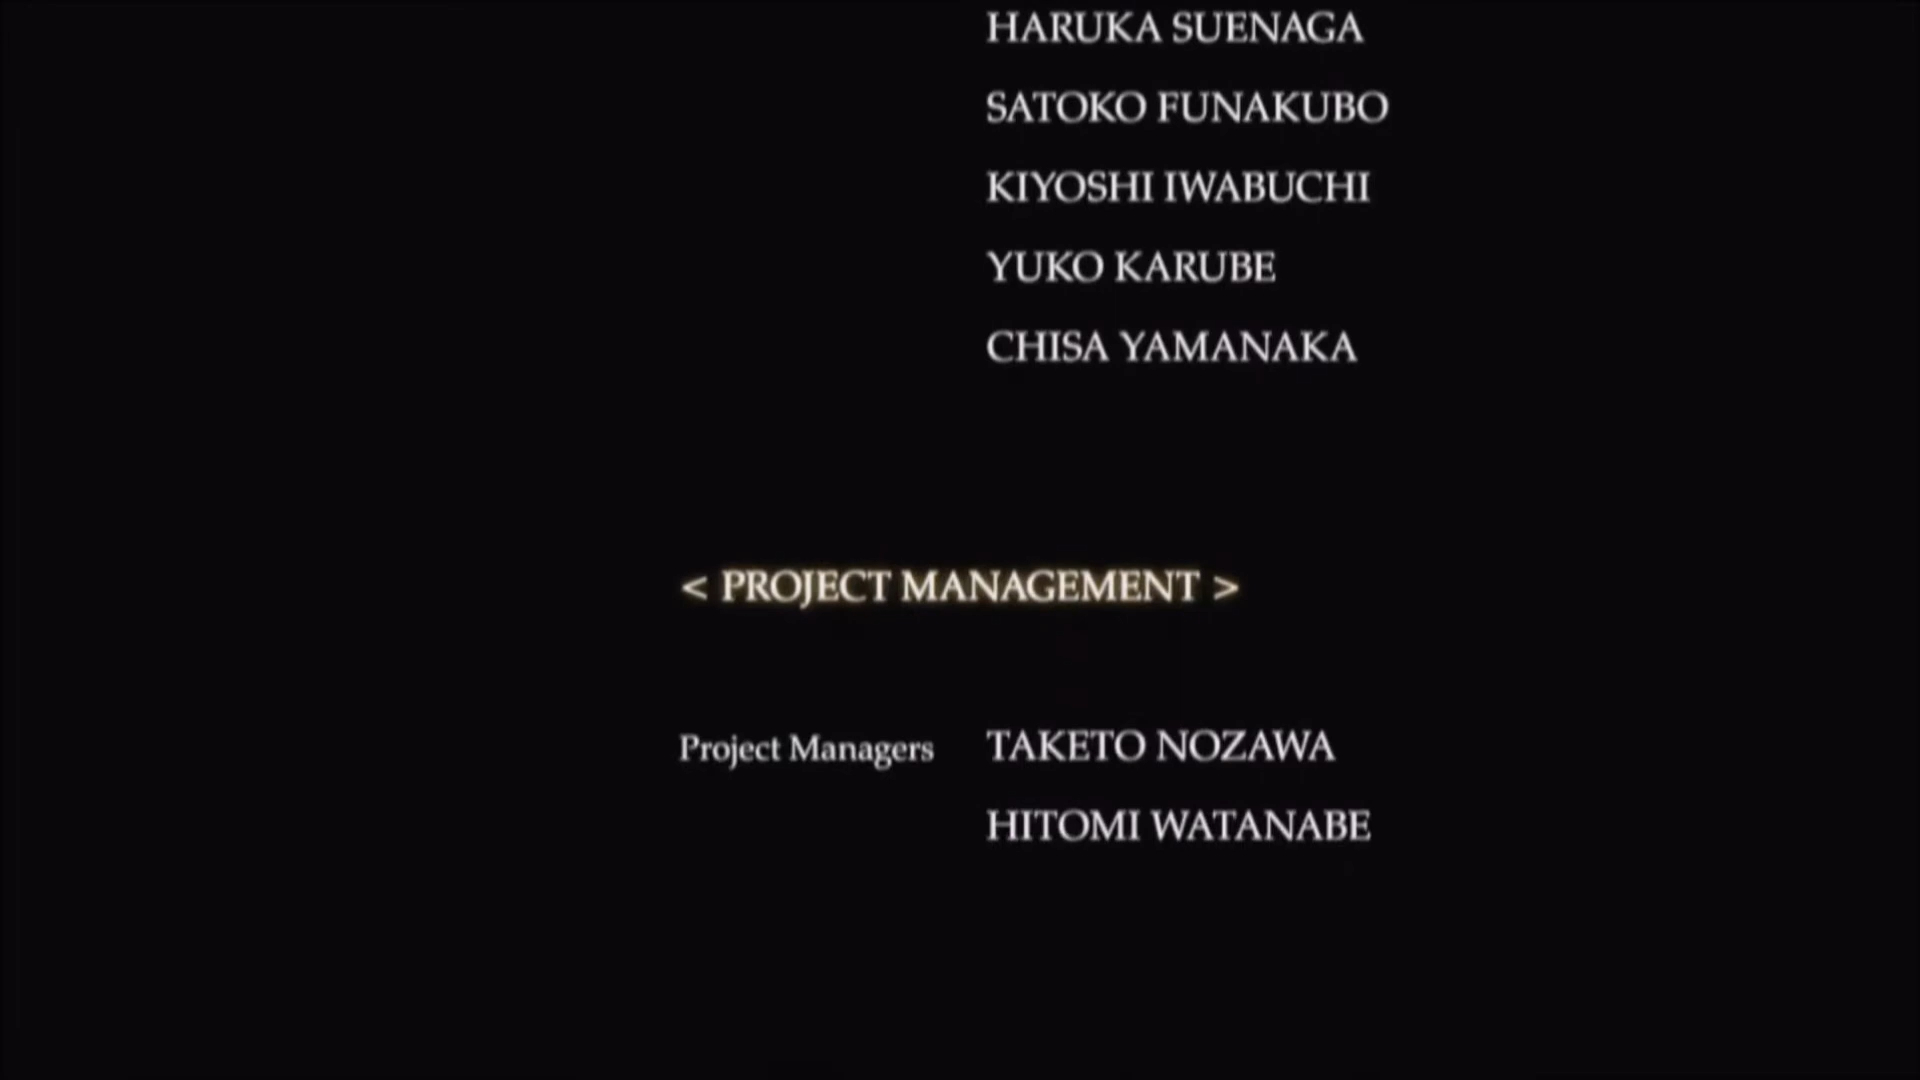 HARUKA SUENAGA
SATOKO FUNAKUBO
KIYOSHI IWABUCHI
YUKO KARUBE
CHISA YAMANAKA
< PROJECT MANAGEMENT >
Project Managers TAKETO NOZAWA
HITOMI WATANABE